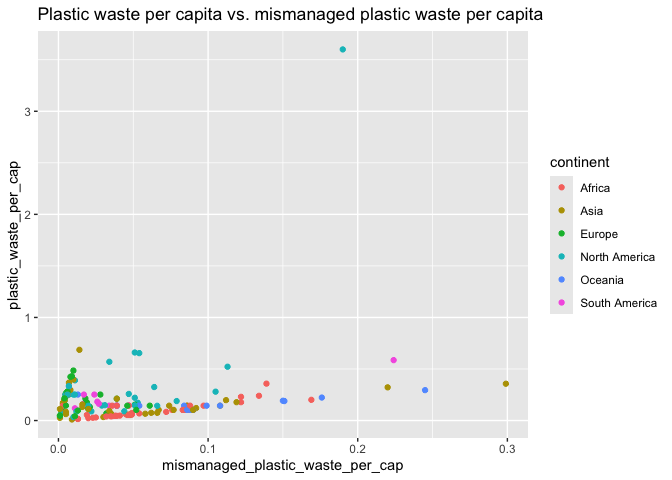 Plastic waste per capita vs. mismanaged plastic waste per capita
3
2
1
0
plastic_waste_per_cap
0.0
0.1
0.2
0.3
mismanaged_plastic_waste_per_cap
continent
Africa
Asia
Europe
North America
Oceania
South America